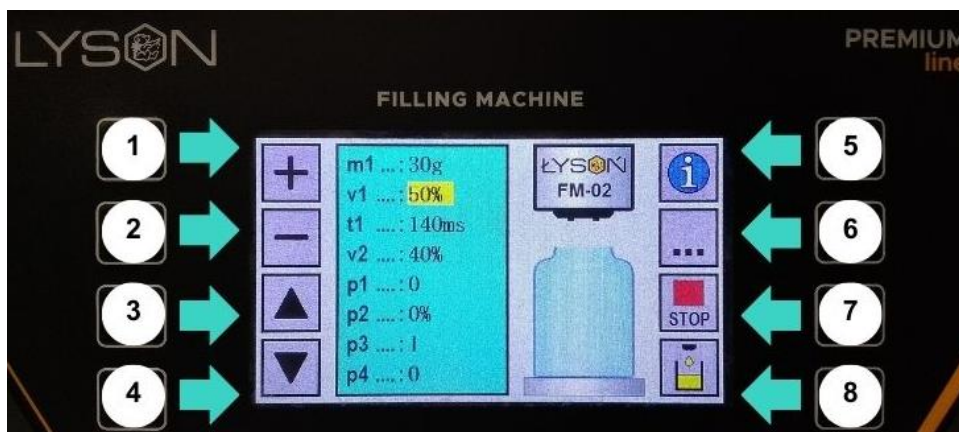 LYSON
PREMIUM
line
FILLING MACHINE
1
2
3
4
m1 ...: 30g
v1 ....: 50%
t1 ....: 140ms
v2 ....: 40%
p1 ....: 0
p2 ....: 0%
p3 ....: 1
p4 ....: 0
ŁYSOŃ
FM-02
i
...
STOP
5
6
7
8